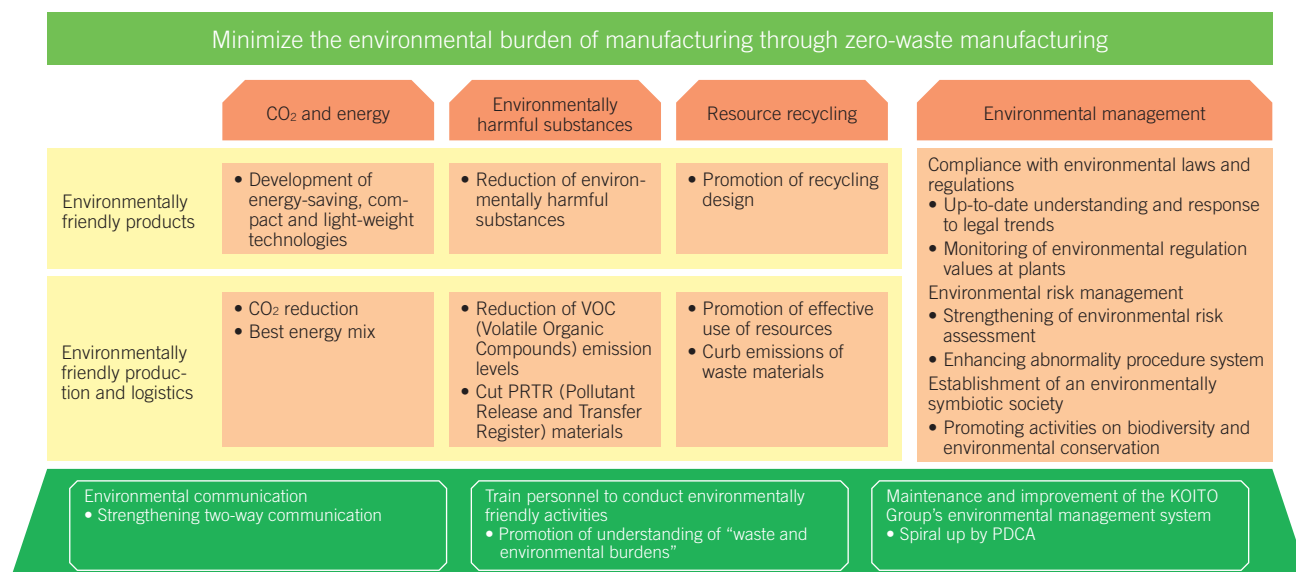 Minimize the environmental burden of manufacturing through zero-waste manufacturing
CO₂ and energy
Environmentally
harmful substances
Resource recycling
Environmental management
Environmentally
friendly products
• Development of
energy-saving, com-
pact and light-weight
technologies
• Reduction of environ-
mentally harmful
substances
• Promotion of recycling
design
Environmentally
friendly produc-
tion and logistics
• CO₂ reduction
• Best energy mix
• Reduction of VOC
(Volatile Organic
Compounds) emission
levels
• Cut PRTR (Pollutant
Release and Transfer
Register) materials
• Promotion of effective
use of resources
• Curb emissions of
waste materials
Compliance with environmental laws and
regulations
• Up-to-date understanding and response
to legal trends
• Monitoring of environmental regulation
values at plants
Environmental risk management
• Strengthening of environmental risk
assessment
• Enhancing abnormality procedure system
Establishment of an environmentally
symbiotic society
• Promoting activities on biodiversity and
environmental conservation
Environmental communication
• Strengthening two-way communication
Train personnel to conduct environmentally
friendly activities
• Promotion of understanding of “waste and
environmental burdens”
Maintenance and improvement of the KOITO
Group’s environmental management system
• Spiral up by PDCA